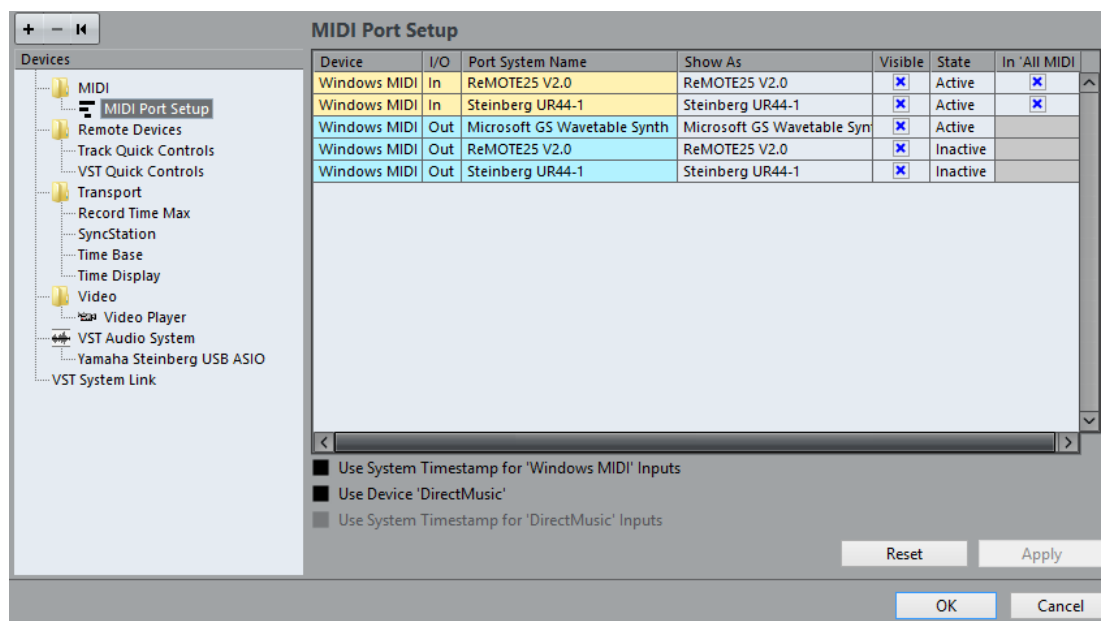 + −
MIDI Port Setup
Devices
MIDI
MIDI Port Setup
Remote Devices
Track Quick Controls
VST Quick Controls
Transport
Record Time Max
SyncStation
Time Base
Time Display
Video
Video Player
VST Audio System
Yamaha Steinberg USB ASIO
VST System Link
Device I/O Port System Name Show As Visible State In 'All MIDI
Windows MIDI In ReMOTE25 V2.0 ReMOTE25 V2.0 Active
Windows MIDI In Steinberg UR44-1 Steinberg UR44-1 Active
Windows MIDI Out Microsoft GS Wavetable Synth Microsoft GS Wavetable Syn Active
Windows MIDI Out ReMOTE25 V2.0 ReMOTE25 V2.0 Inactive
Windows MIDI Out Steinberg UR44-1 Steinberg UR44-1 Inactive
Use System Timestamp for 'Windows MIDI' Inputs
Use Device 'DirectMusic'
Use System Timestamp for 'DirectMusic' Inputs
Reset Apply
OK Cancel